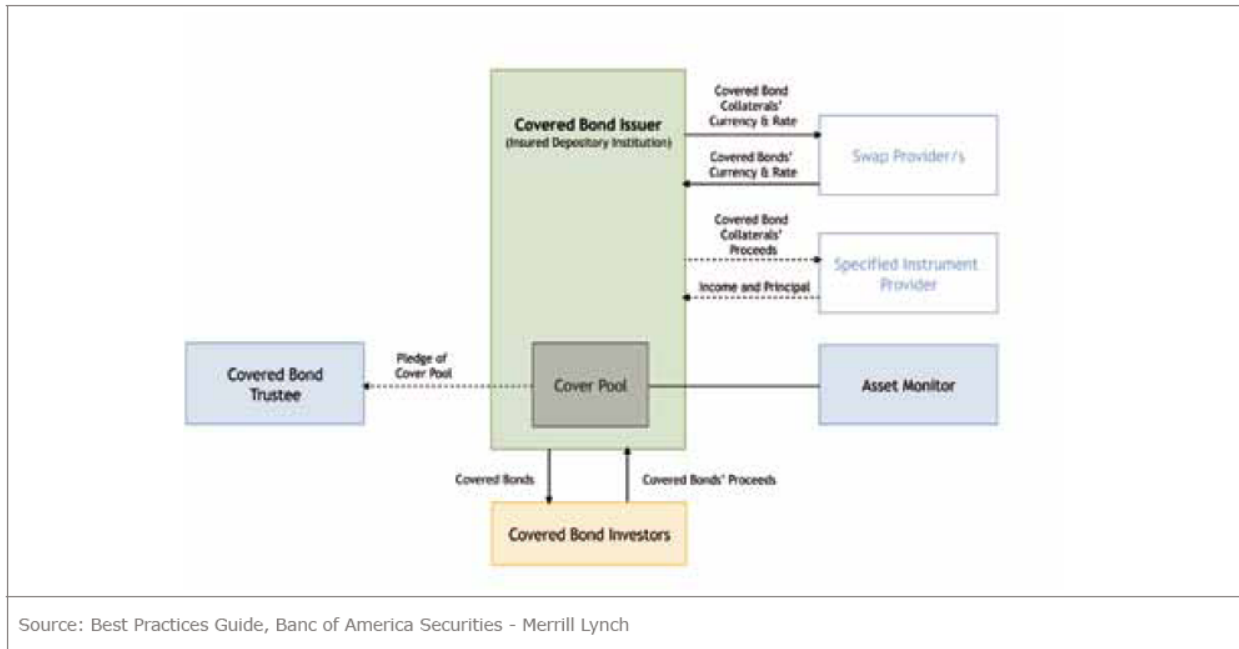 Covered Bond Issuer
(Insured Depository Institution)
Covered Bond
Collaterals'
Currency & Rate
Covered Bonds'
Currency & Rate
Swap Provider/s
Covered Bond
Collaterals'
Proceeds
Income and Principal
Specified Instrument
Provider
Covered Bond
Trustee
Pledge of
Cover Pool
Cover Pool
Asset Monitor
Covered Bonds
Covered Bonds' Proceeds
Covered Bond Investors
Source: Best Practices Guide, Banc of America Securities - Merrill Lynch